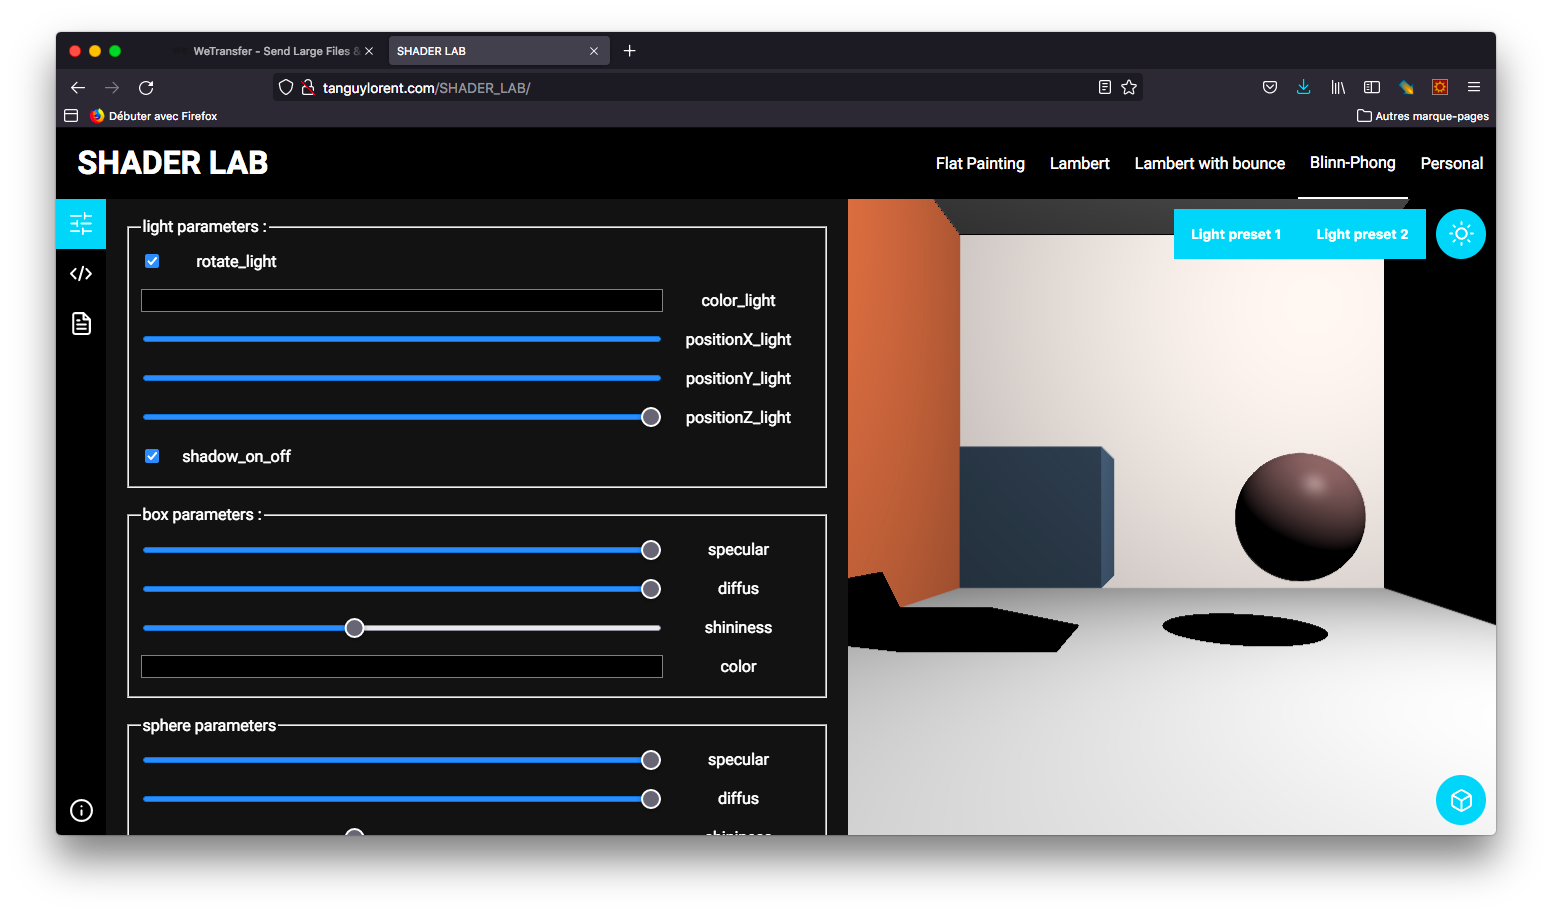 WeTransfer - Send Large Files &
SHADER LAB
tanguylorent.com/SHADER_LAB/
Débuter avec Firefox
Autres marque-pages
SHADER LAB
Flat Painting
Lambert
Lambert with bounce
Blinn-Phong
Personal
light parameters :
rotate_light
color_light
positionX_light
positionY_light
positionZ_light
shadow_on_off
box parameters :
specular
diffus
shininess
color
sphere parameters
specular
diffus
shininess
Light preset 1
Light preset 2